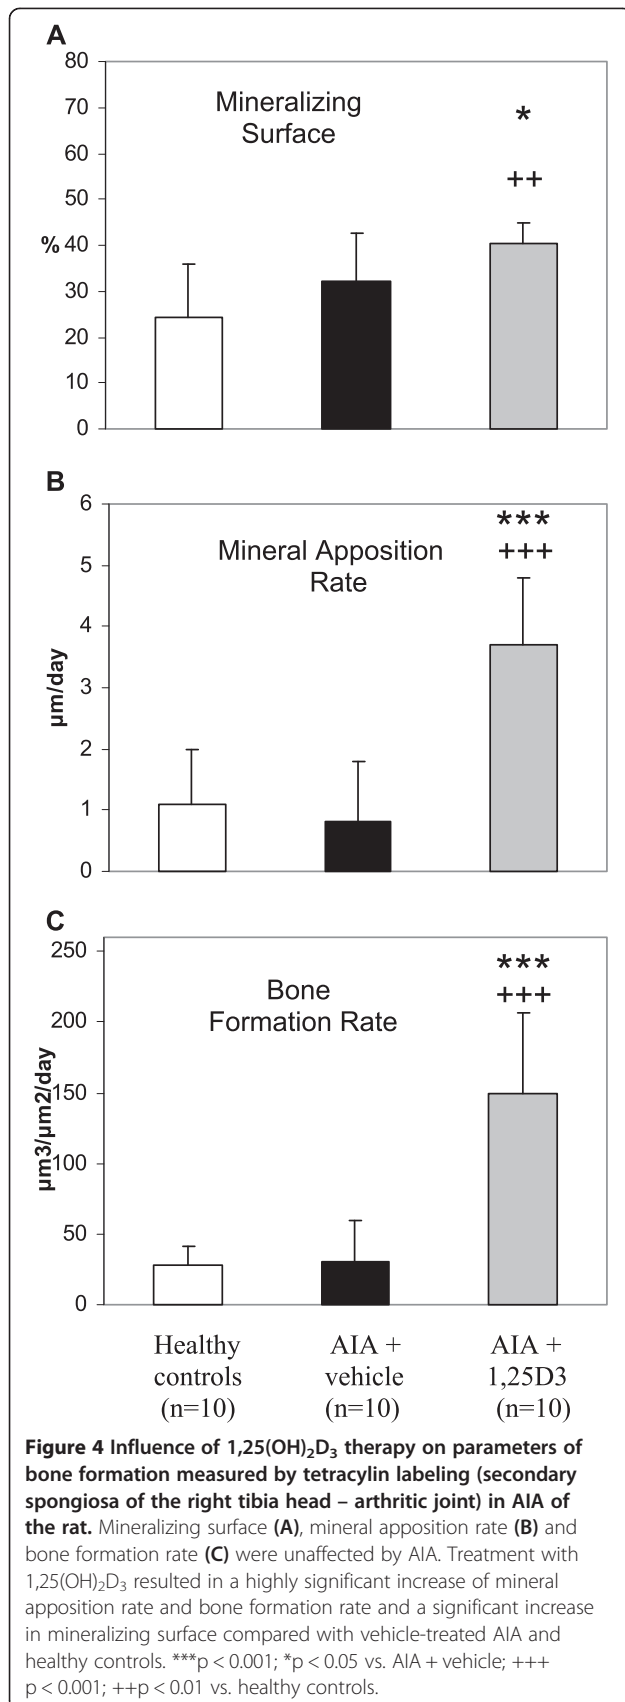 A
80
70
60
50
% 40
30
20
10
0
Mineralizing
Surface
*
++
B
6
5
4
3
2
1
0
µm/day
Mineral Apposition
Rate
***
+++
C
250
200
150
100
50
0
µm3/µm2/day
Bone
Formation Rate
***
+++
Healthy
controls
(n=10)
AIA +
vehicle
(n=10)
AIA +
1,25D3
(n=10)
Figure 4 Influence of 1,25(OH)₂D₃ therapy on parameters of
bone formation measured by tetracylin labeling (secondary
spongiosa of the right tibia head – arthritic joint) in AIA of
the rat. Mineralizing surface (A), mineral apposition rate (B) and
bone formation rate (C) were unaffected by AIA. Treatment with
1,25(OH)₂D₃ resulted in a highly significant increase of mineral
apposition rate and bone formation rate and a significant increase
in mineralizing surface compared with vehicle-treated AIA and
healthy controls. ***p < 0.001; *p < 0.05 vs. AIA + vehicle; +++
p < 0.001; ++p < 0.01 vs. healthy controls.